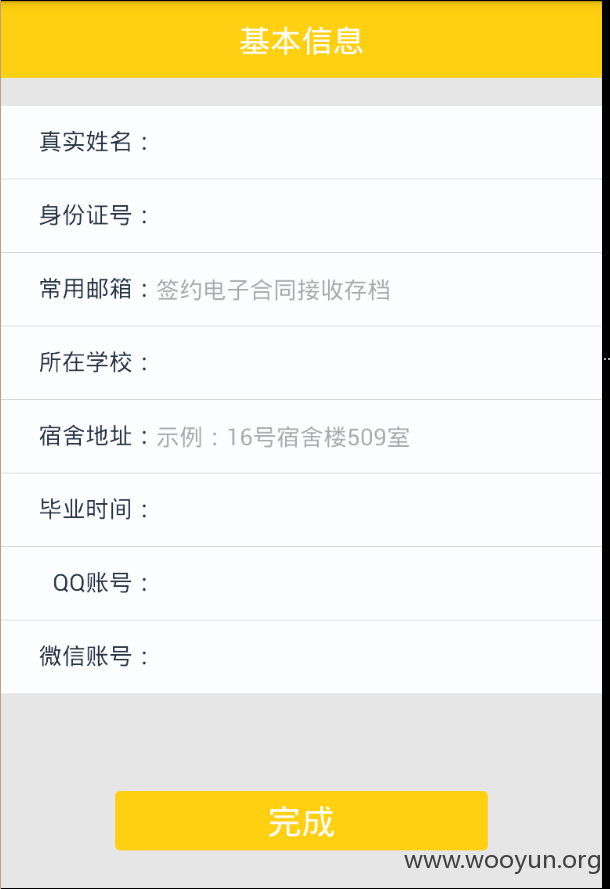 基本信息
真实姓名：
身份证号：
常用邮箱：签约电子合同接收存档
所在学校：
宿舍地址：示例：16号宿舍楼509室
毕业时间：
QQ账号：
微信账号：
完成
www.wooyun.org